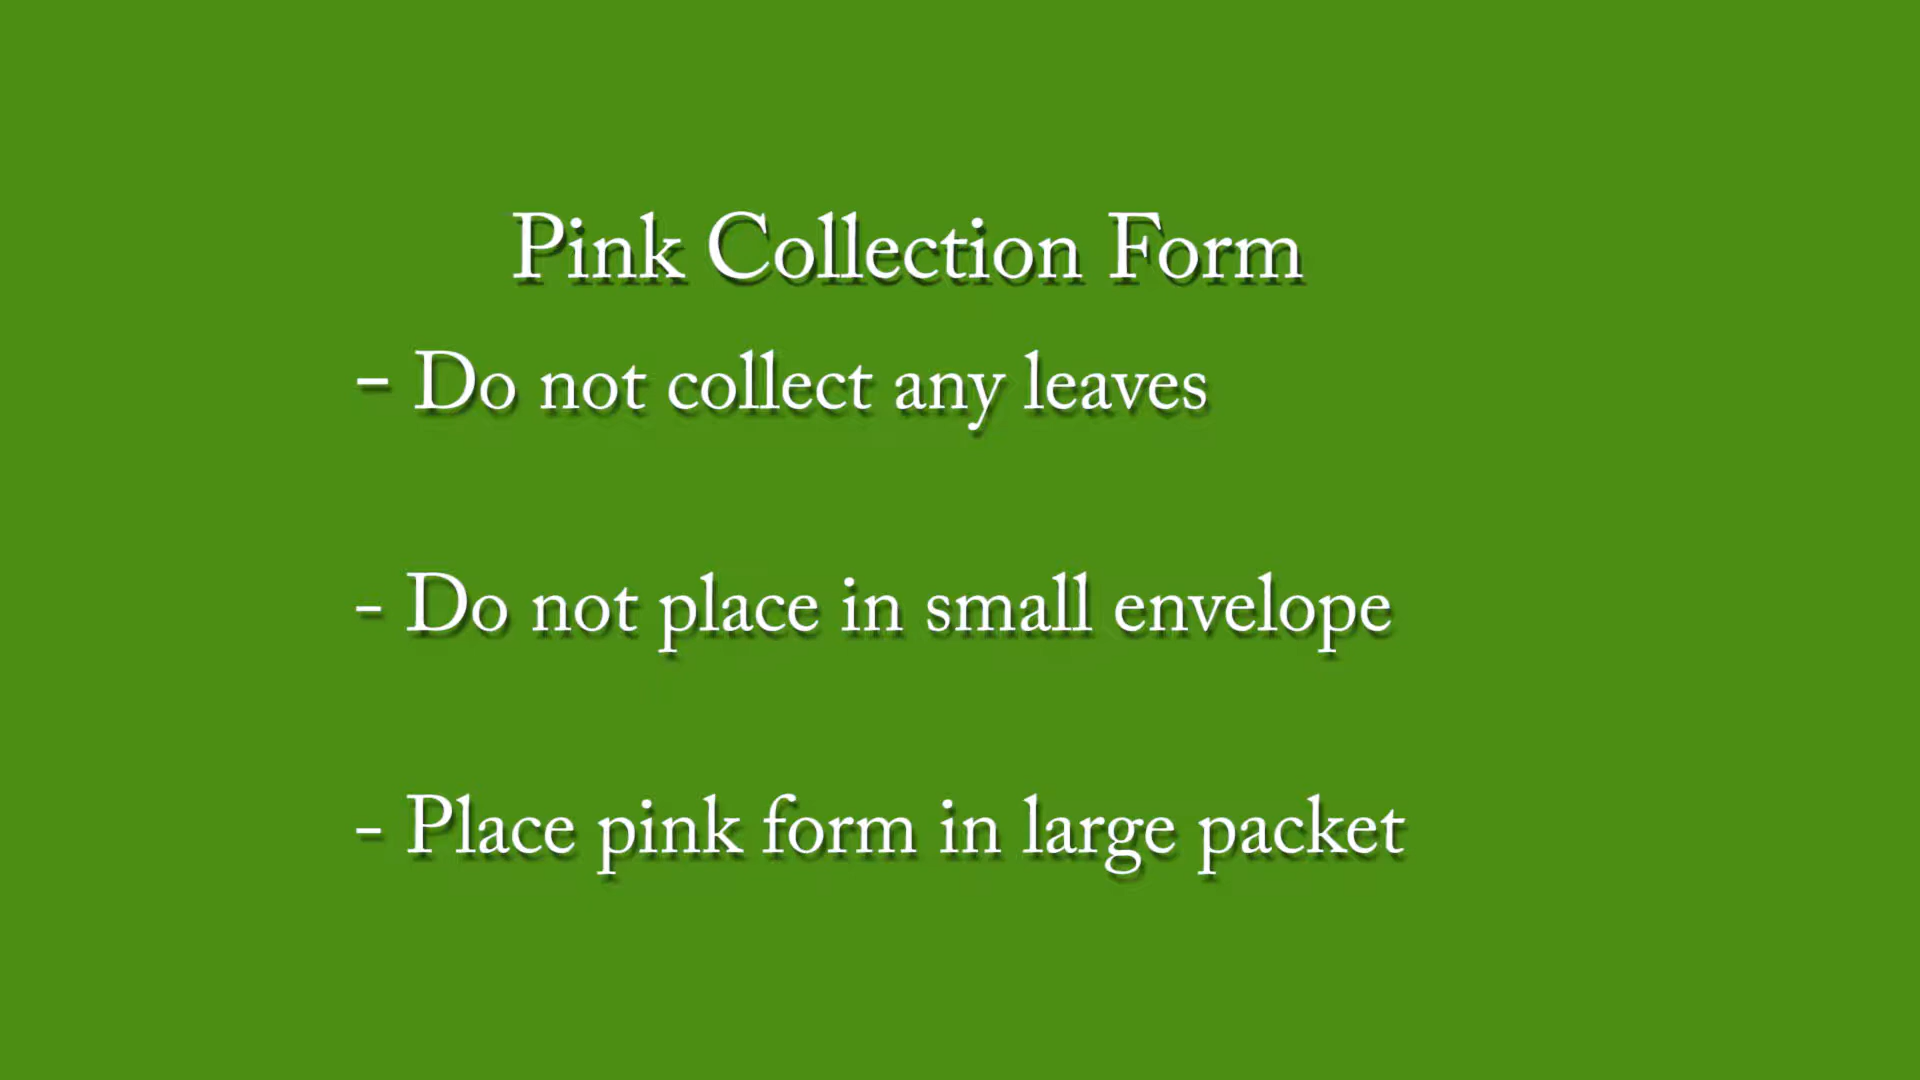 Pink Collection Form
- Do not collect any leaves
- Do not place in small envelope
- Place pink form in large packet